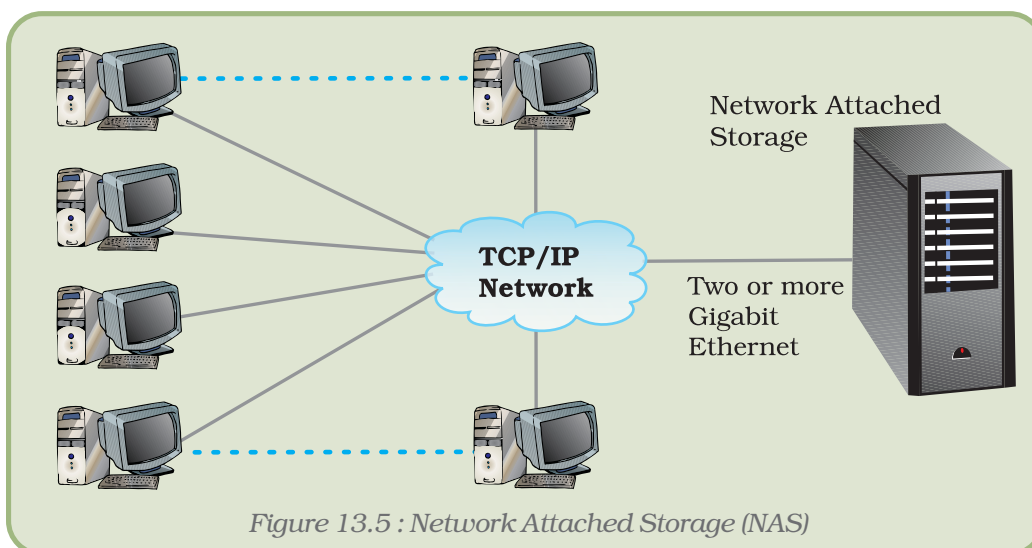 Network Attached
Storage
TCP/IP
Network
Two or more
Gigabit
Ethernet
Figure 13.5 : Network Attached Storage (NAS)